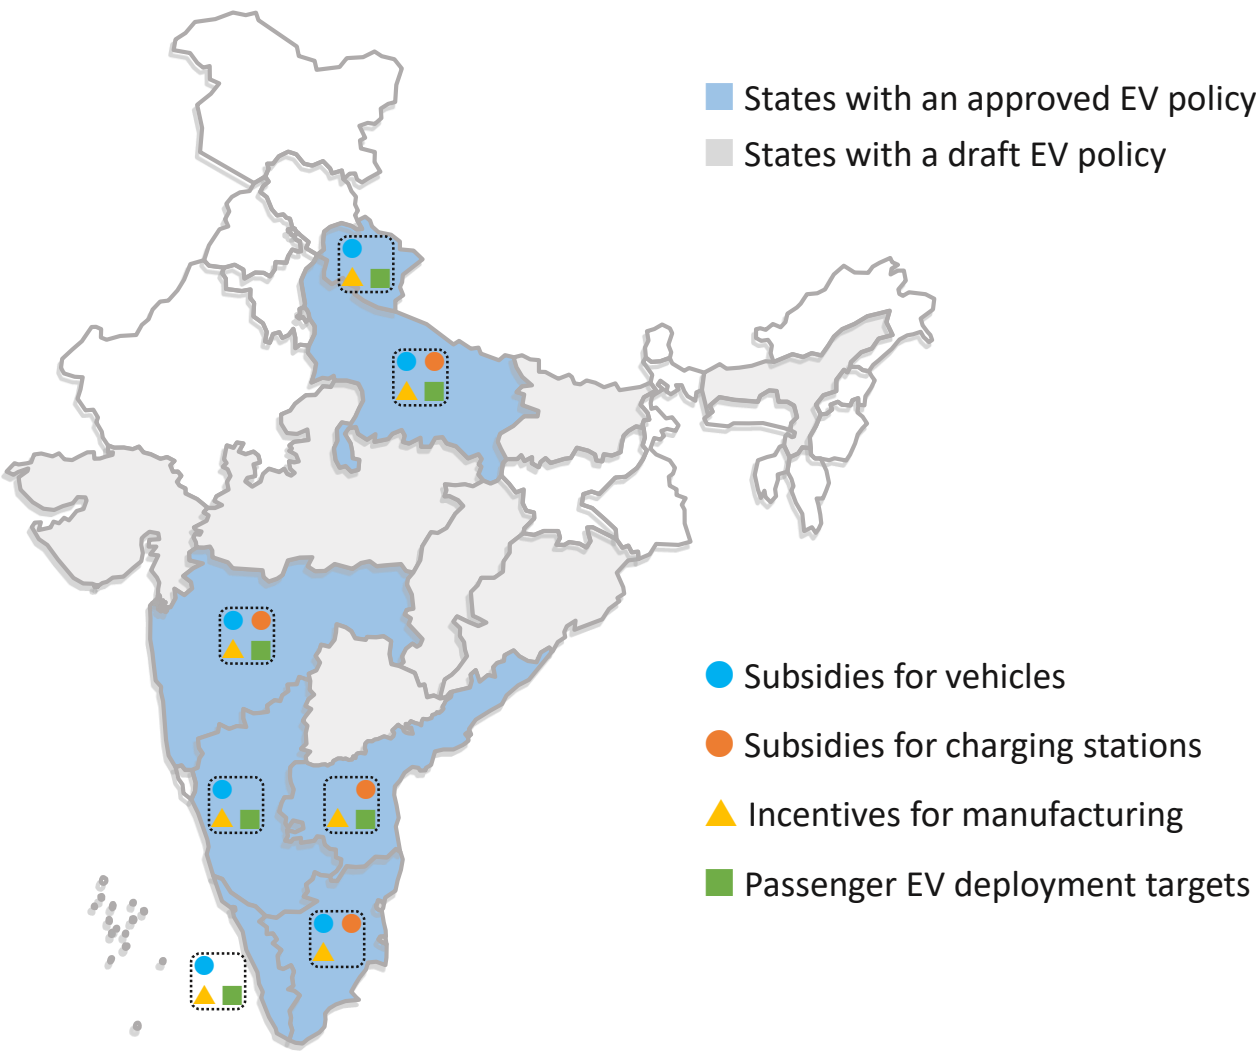 States with an approved EV policy
States with a draft EV policy
Subsidies for vehicles
Subsidies for charging stations
Incentives for manufacturing
Passenger EV deployment targets